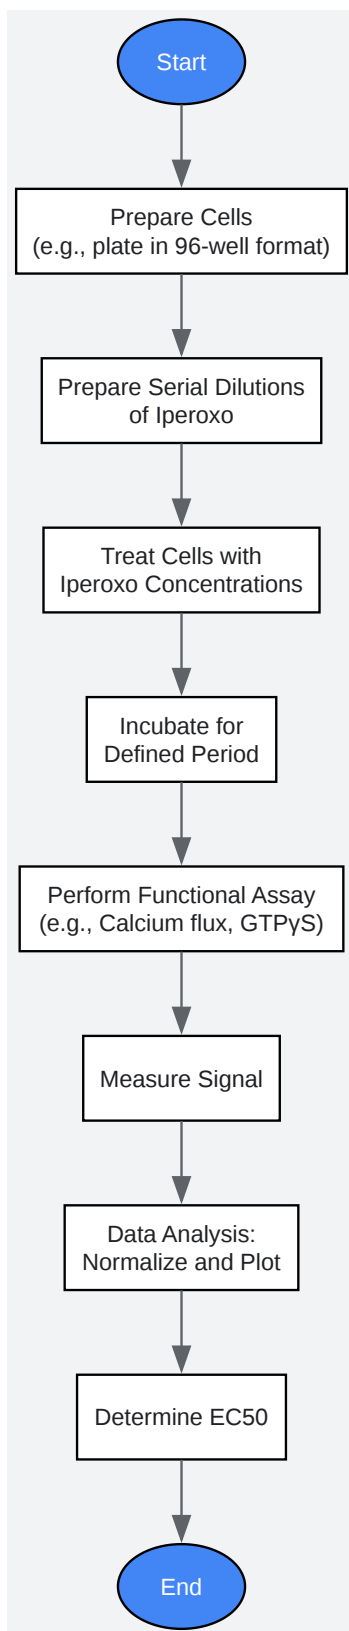 Start
Prepare Cells
(e.g., plate in 96-well format)
Prepare Serial Dilutions
of Iperoxo
Treat Cells with
Iperoxo Concentrations
Incubate for
Defined Period
Perform Functional Assay
(e.g., Calcium flux, GTPγS)
Measure Signal
Data Analysis:
Normalize and Plot
Determine EC50
End